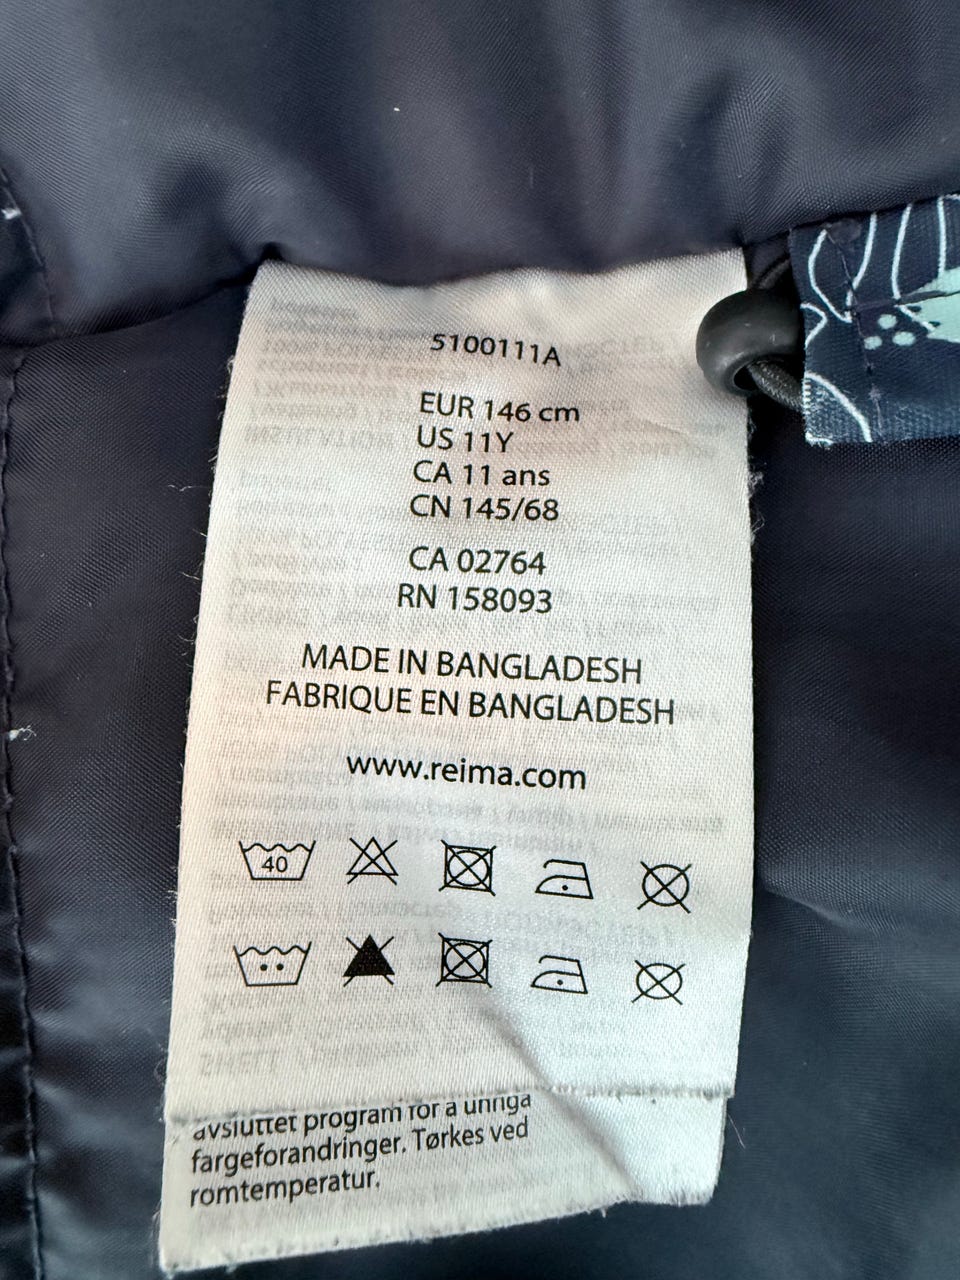 5100111A
EUR 146 cm
US 11Y
CA 11 ans
CN 145/68
CA 02764
RN 158093
MADE IN BANGLADESH
FABRIQUE EN BANGLADESH
www.reima.com
40
avsluttet program for å unngå
fargeforandringer. Tørkes ved
romtemperatur.